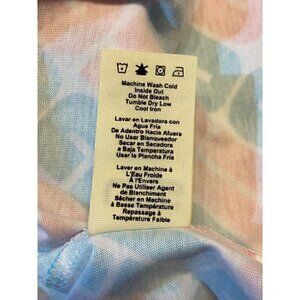 Machine Wash Cold
Inside Out
Do Not Bleach
Tumble Dry Low
Cool Iron
Lavar en Lavadora con
Agua Fria
De Adentro Hacia Afuera
No Usar Blanqueador
Secar en Secadora
a Baja Temperatura
Usar la Plancha Fria
Laver en Machine à
L'Eau Froide
À l'Envers
Ne Pas Utiliser Agent
de Blanchiment
Sécher en Machine
à Basse Température
Repassage à
Température Faible